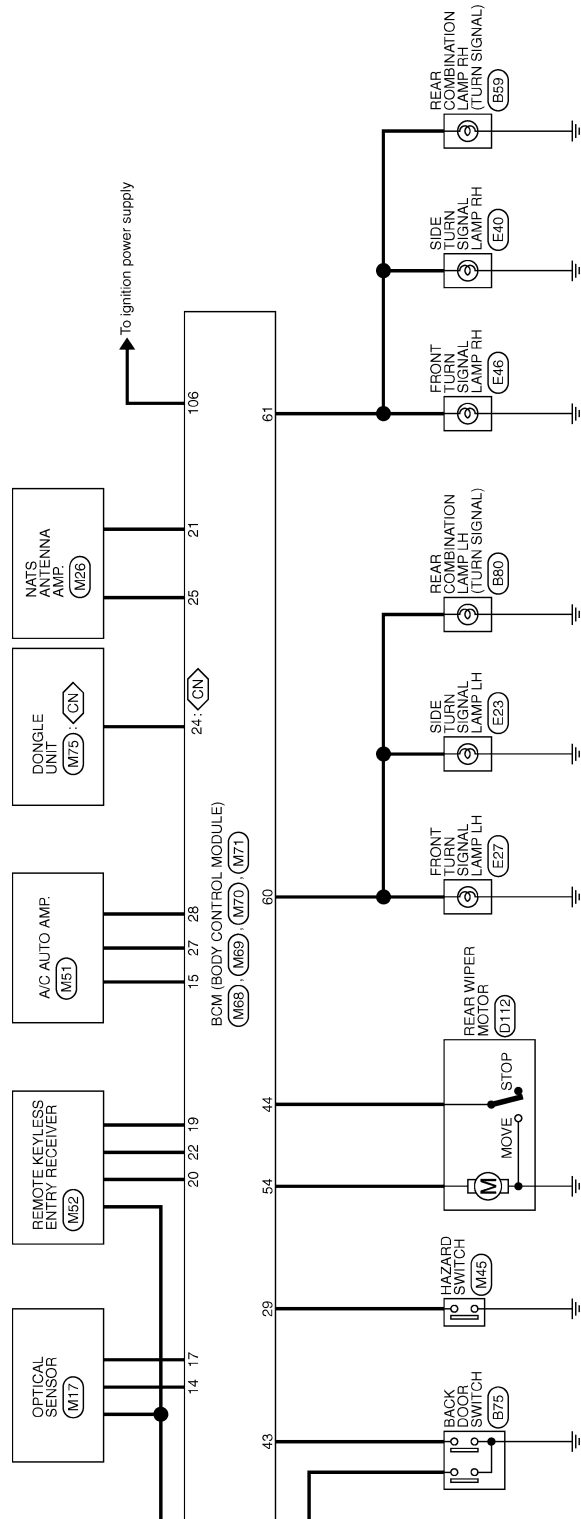 OPTICAL
SENSOR
M17
REMOTE KEYLESS
ENTRY RECEIVER
M52
A/C AUTO AMP.
M51
DONGLE
UNIT
M75 : CN
NATS
ANTENNA
AMP.
M26
To ignition power supply
14
17
20
22
19
15
27
28
24 : CN
25
21
106
BCM (BODY CONTROL MODULE)
M68 , M69 , M70 , M71
43
29
54
44
60
61
BACK
DOOR
SWITCH
B75
HAZARD
SWITCH
M45
REAR WIPER
MOTOR
D112
M
MOVE
STOP
FRONT
TURN
SIGNAL
LAMP LH
E27
SIDE
TURN
SIGNAL
LAMP LH
E23
REAR
COMBINATION
LAMP LH
(TURN SIGNAL)
B80
FRONT
TURN
SIGNAL
LAMP RH
E46
SIDE
TURN
SIGNAL
LAMP RH
E40
REAR
COMBINATION
LAMP RH
(TURN SIGNAL)
B59